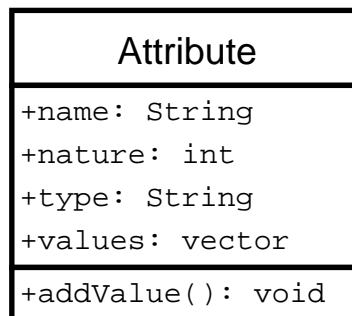 Attribute
+name: String
+nature: int
+type: String
+values: vector
+addValue(): void